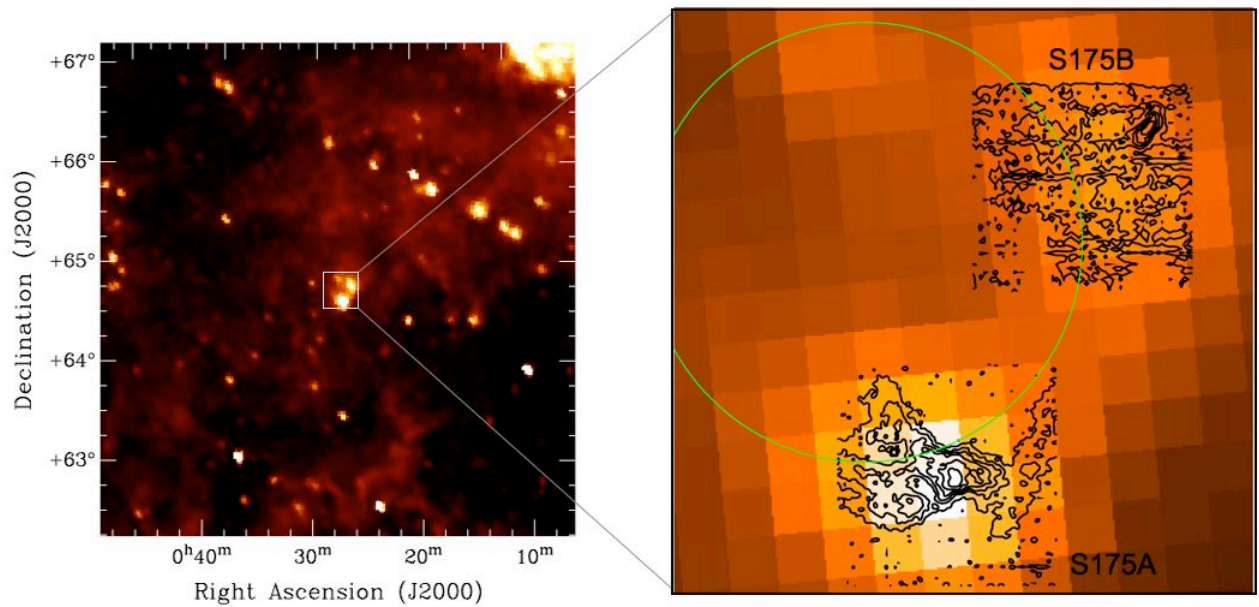 +67°
+66°
+65°
+64°
+63°
Declination (J2000)
0ʰ40ᵐ 30ᵐ 20ᵐ 10ᵐ
Right Ascension (J2000)
S175B
S175A